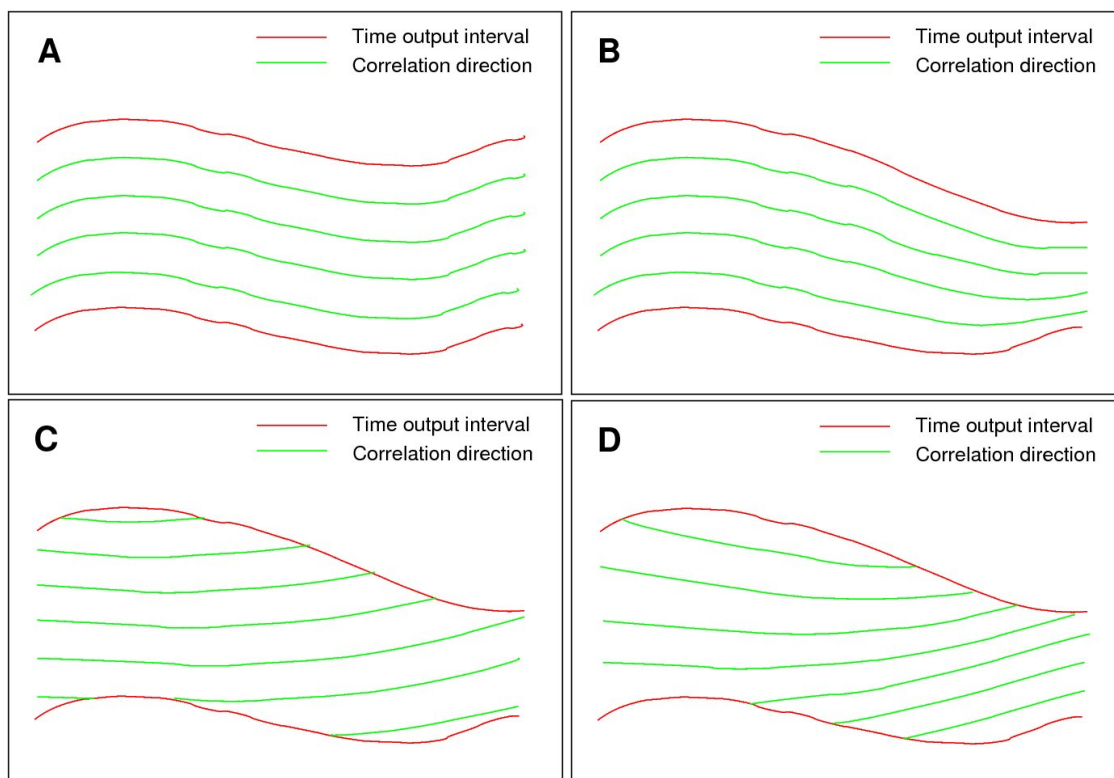 A
Time output interval
Correlation direction
B
Time output interval
Correlation direction
C
Time output interval
Correlation direction
D
Time output interval
Correlation direction